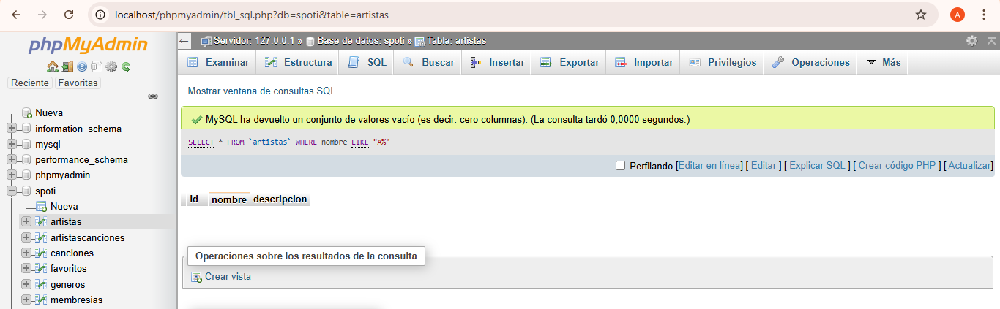 localhost/phpmyadmin/tbl_sql.php?db=spoti&table=artistas
A
phpMyAdmin
Reciente Favoritas
Nueva
information_schema
mysql
performance_schema
phpmyadmin
spoti
Nueva
artistas
artistascanciones
canciones
favoritos
generos
membresias
Servidor: 127.0.0.1 » Base de datos: spoti » Tabla: artistas
Examinar Estructura SQL Buscar Insertar Exportar Importar Privilegios Operaciones Más
Mostrar ventana de consultas SQL
MySQL ha devuelto un conjunto de valores vacío (es decir: cero columnas). (La consulta tardó 0,0000 segundos.)
SELECT * FROM `artistas` WHERE nombre LIKE "A%"
Perfilando [Editar en línea] [ Editar ] [ Explicar SQL ] [ Crear código PHP ] [ Actualizar]
id nombre descripcion
Operaciones sobre los resultados de la consulta
Crear vista